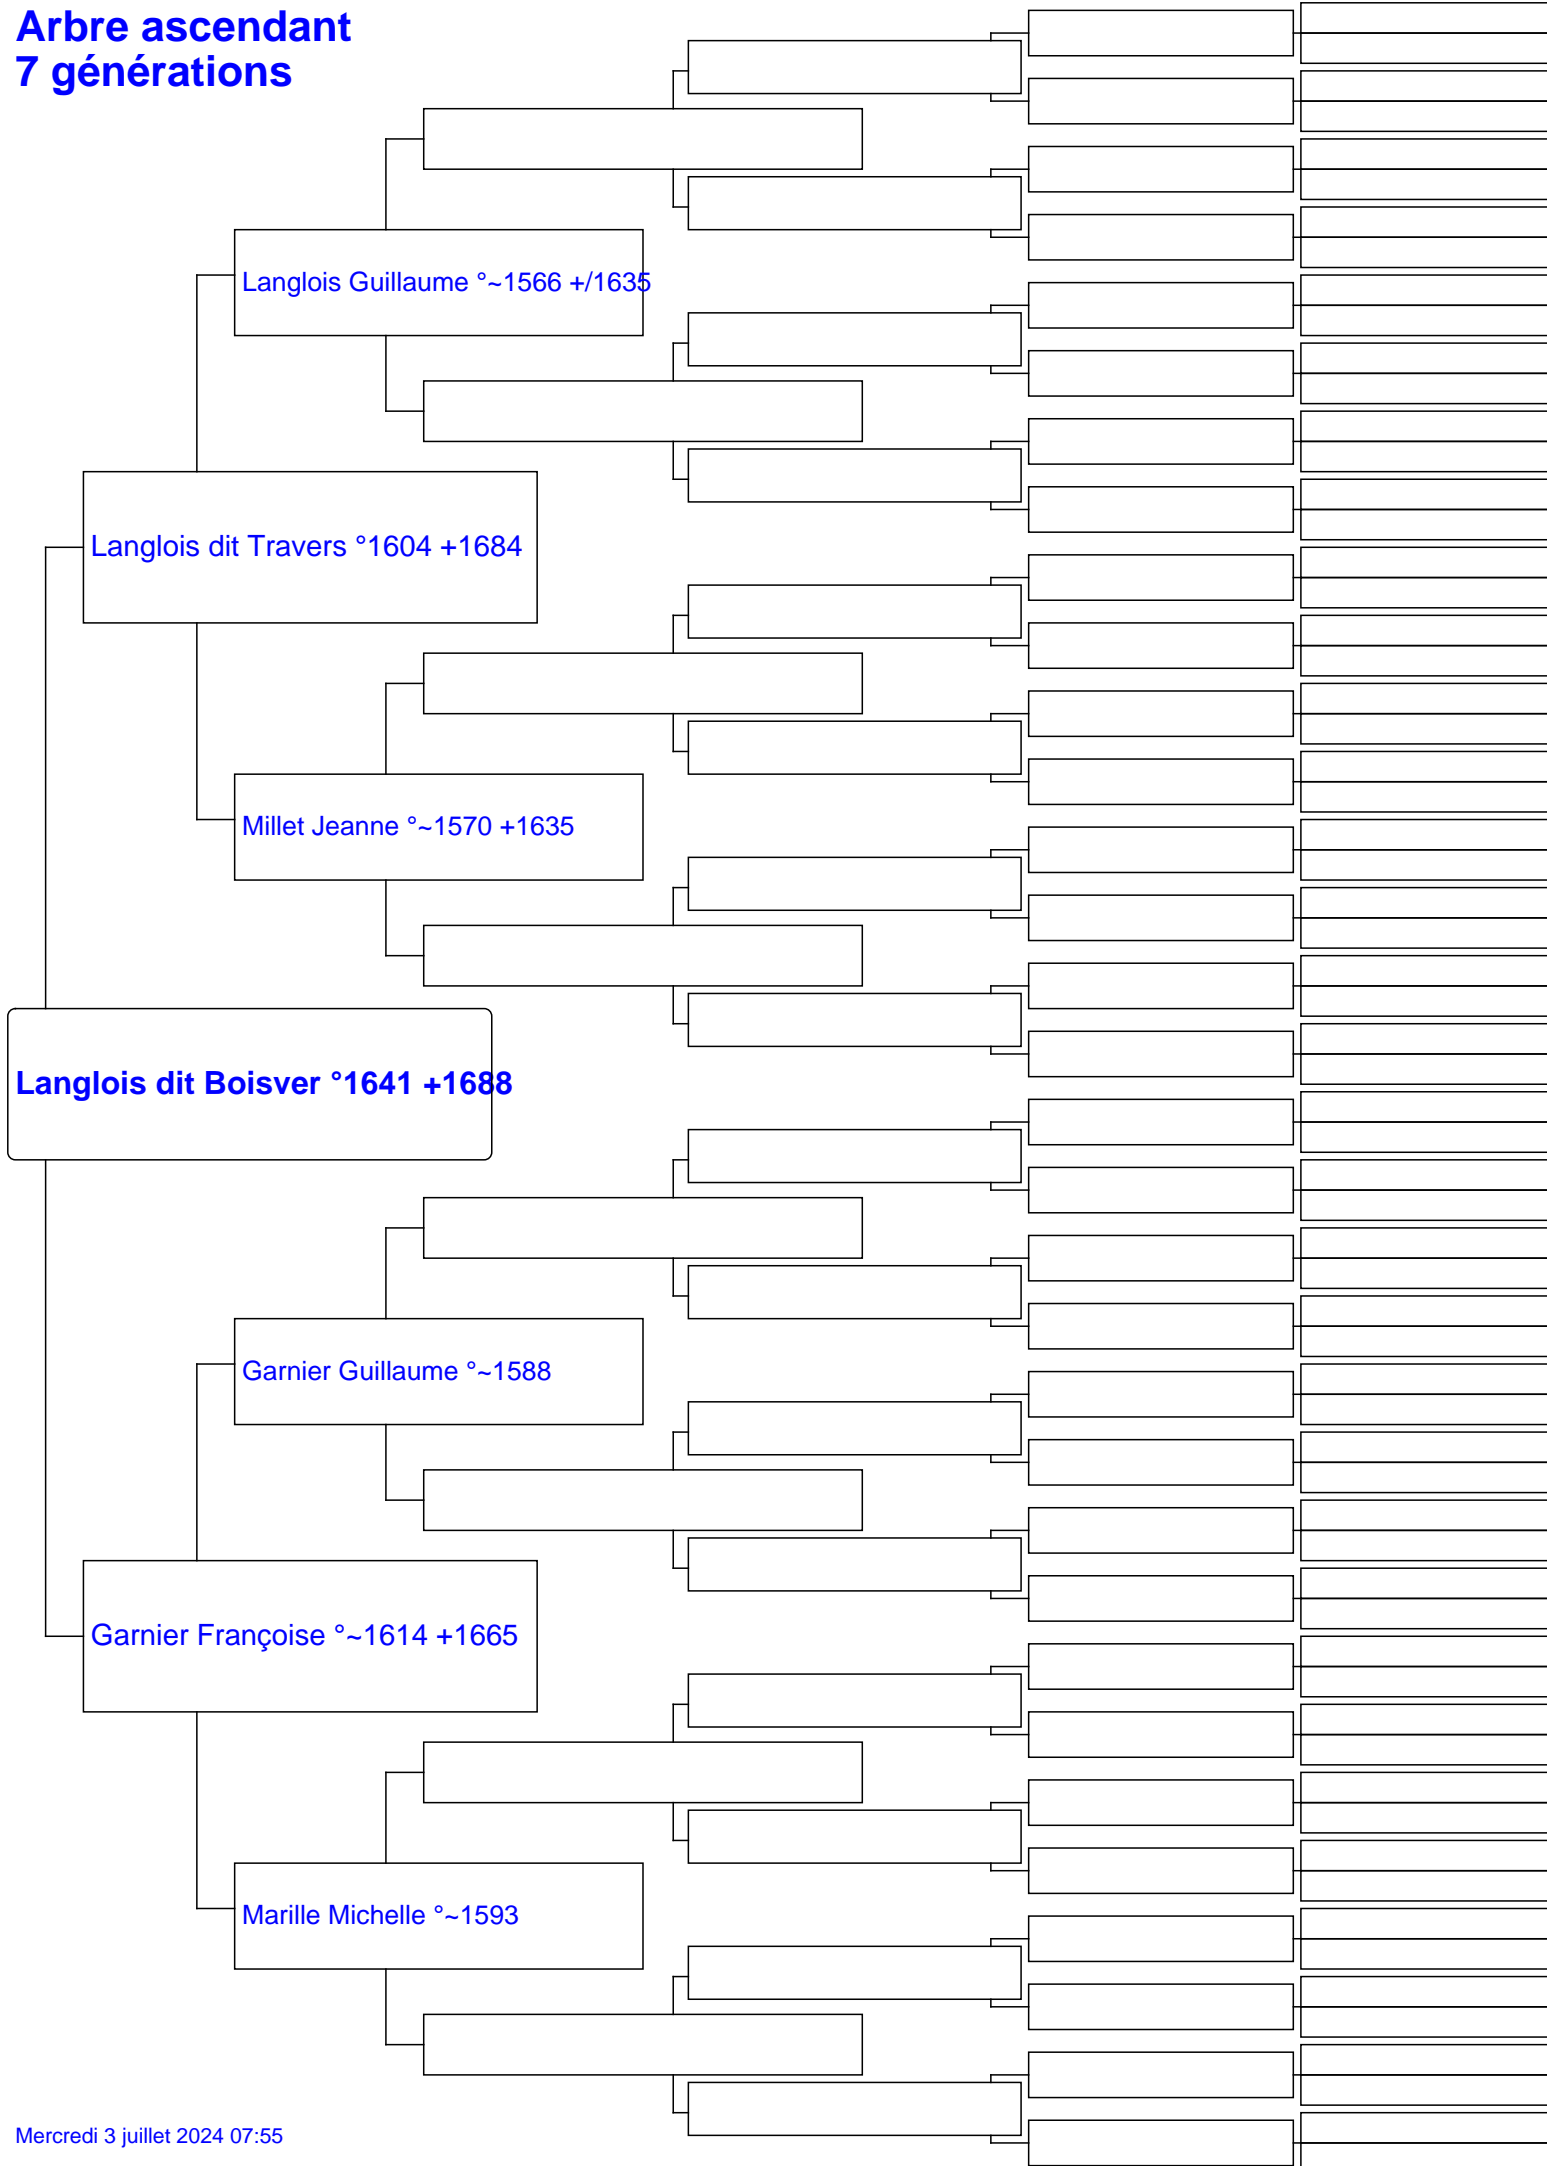 Arbre ascendant
7 générations
Langlois Guillaume °~1566 +/1635
Langlois dit Travers °1604 +1684
Millet Jeanne °~1570 +1635
Langlois dit Boisver °1641 +1688
Garnier Guillaume °~1588
Garnier Françoise °~1614 +1665
Marille Michelle °~1593
Mercredi 3 juillet 2024 07:55